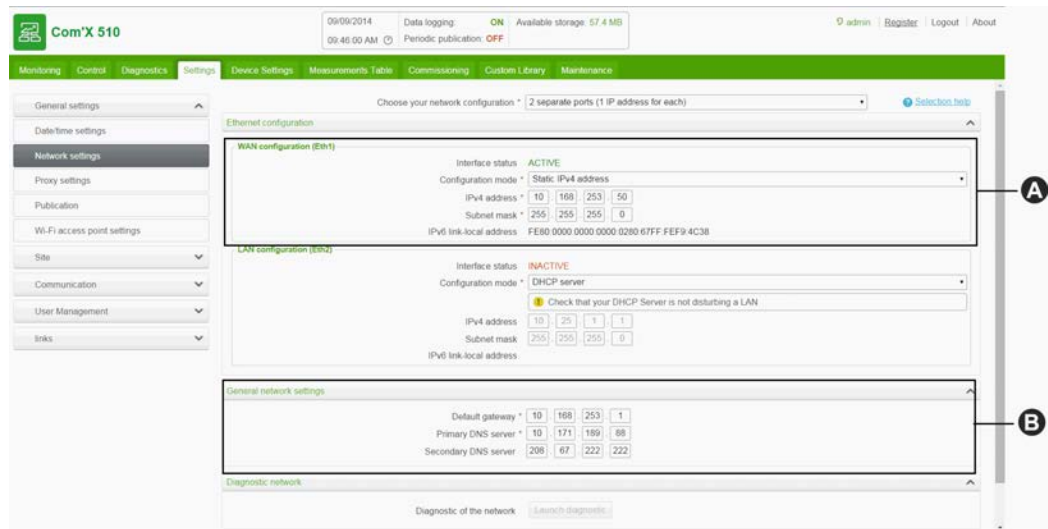 Com'X 510
09/09/2014
09:46:00 AM
Data logging: ON Available storage: 57.4 MB
Periodic publication: OFF
admin Register Logout About
Monitoring Control Diagnostics Settings Device Settings Measurements Table Commissioning Custom Library Maintenance
General settings
Date/time settings
Network settings
Proxy settings
Publication
Wi-Fi access point settings
Site
Communication
User Management
links
Choose your network configuration * 2 separate ports (1 IP address for each) Selection help
Ethernet configuration
WAN configuration (Eth1)
Interface status ACTIVE
Configuration mode * Static IPv4 address
IPv4 address * 10 . 168 . 253 . 50
Subnet mask * 255 . 255 . 255 . 0
IPv6 link-local address FE80:0000:0000:0000:0280:67FF:FEF9:4C38
A
LAN configuration (Eth2)
Interface status INACTIVE
Configuration mode * DHCP server
Check that your DHCP Server is not disturbing a LAN
IPv4 address 10 . 25 . 1 . 1
Subnet mask 255 . 255 . 255 . 0
IPv6 link-local address
General network settings
Default gateway * 10 . 168 . 253 . 1
Primary DNS server * 10 . 171 . 189 . 88
Secondary DNS server 208 . 67 . 222 . 222
B
Diagnostic network
Diagnostic of the network Launch diagnostic